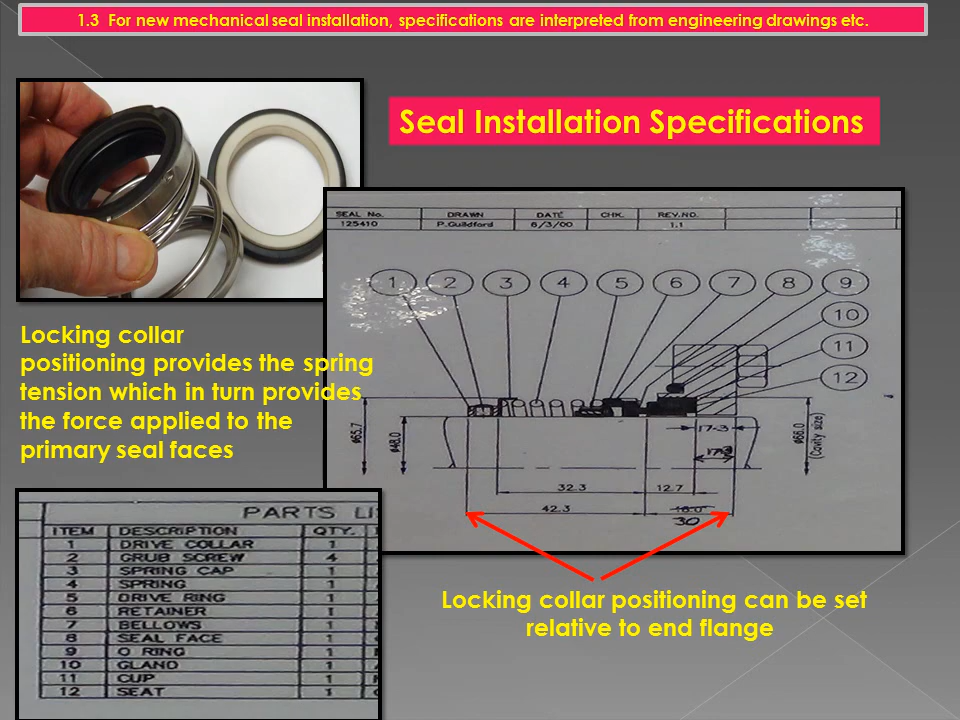 1.3 For new mechanical seal installation, specifications are interpreted from engineering drawings etc.
Seal Installation Specifications
SEAL No. DRAWN DATE CHK. REV.NO.
125410 P.Guildford 6/3/00 1.1
1 2 3 4 5 6 7 8 9
10
11
12
Locking collar
positioning provides the spring
tension which in turn provides
the force applied to the
primary seal faces
ø65.7
ø48.0
17.3
ø66.0
(Cavity size)
32.3 12.7
42.3
30
PARTS
ITEM DESCRIPTION QTY.
1 DRIVE COLLAR 1
2 GRUB SCREW 4
3 SPRING CAP 1
4 SPRING 1
5 DRIVE RING 1
6 RETAINER 1
7 BELLOWS 1
8 SEAL FACE 1
9 O RING 1
10 GLAND 1
11 CUP 1
12 SEAT 1
Locking collar positioning can be set
relative to end flange